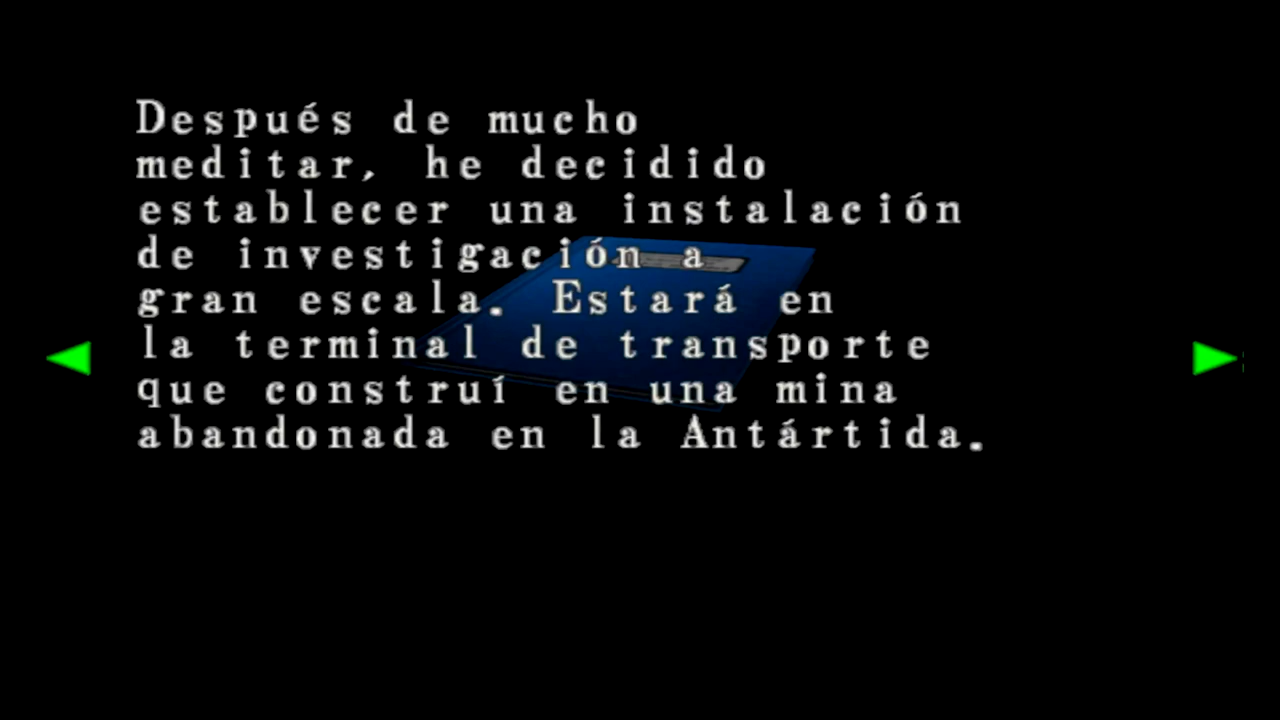 Después de mucho
meditar, he decidido
establecer una instalación
de investigación a
gran escala. Estará en
la terminal de transporte
que construí en una mina
abandonada en la Antártida.